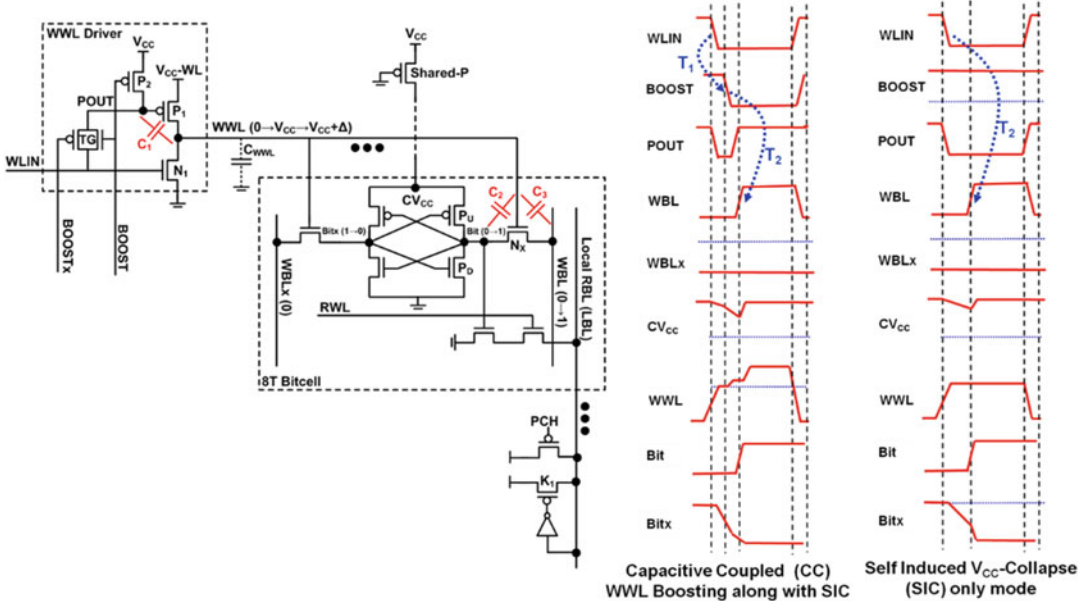 WWL Driver
VCC
VCC-WL
P2
POUT
P1
TG
C1
WLIN
N1
BOOSTx
BOOST
WWL (0→VCC→VCC+Δ)
CWWL
VCC
Shared-P
CVCC
C2
C3
PU
Bitx (1→0)
Bit (0→1)
NX
PD
WBLx (0)
WBL (0→1)
Local RBL (LBL)
RWL
8T Bitcell
PCH
K1
WLIN
T1
BOOST
POUT
T2
WBL
WBLx
CVCC
WWL
Bit
Bitx
Capacitive Coupled (CC)
WWL Boosting along with SIC
WLIN
BOOST
T2
POUT
WBL
WBLx
CVCC
WWL
Bit
Bitx
Self Induced VCC-Collapse
(SIC) only mode